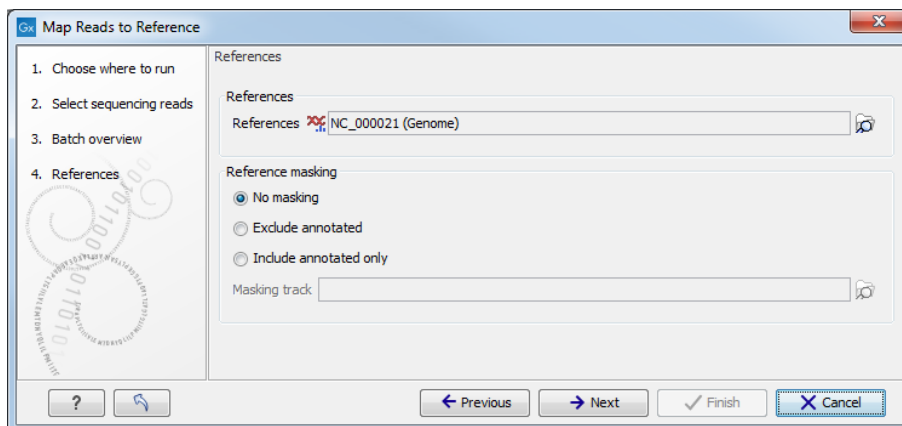 Gx Map Reads to Reference
1. Choose where to run
2. Select sequencing reads
3. Batch overview
4. References
References
References
References NC_000021 (Genome)
Reference masking
No masking
Exclude annotated
Include annotated only
Masking track
? Previous Next Finish Cancel